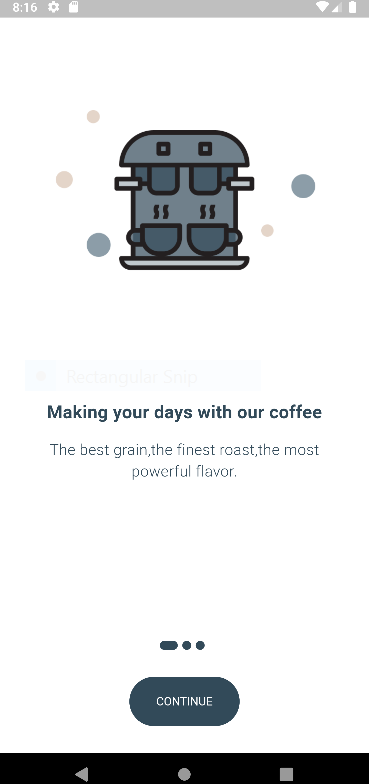 8:16
Rectangular Snip
Making your days with our coffee
The best grain,the finest roast,the most
powerful flavor.
CONTINUE